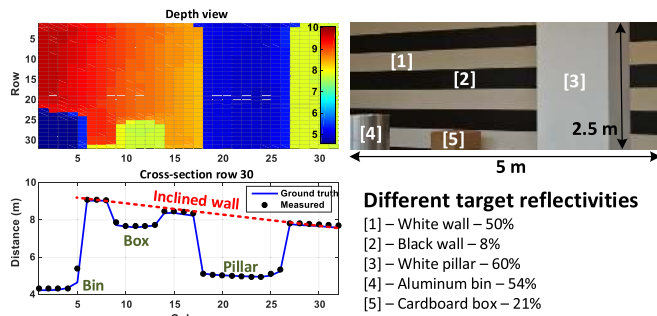 Depth view
Row
5
10
15
20
25
30
5 10 15 20 25 30
10
9
8
7
6
5
[1]
[2]
[3]
[4]
[5]
2.5 m
5 m
Cross-section row 30
Distance (m)
10
8
6
4
5 10 15 20 25 30
Inclined wall
Ground truth
Measured
Box
Bin
Pillar
Different target reflectivities
[1] – White wall – 50%
[2] – Black wall – 8%
[3] – White pillar – 60%
[4] – Aluminum bin – 54%
[5] – Cardboard box – 21%